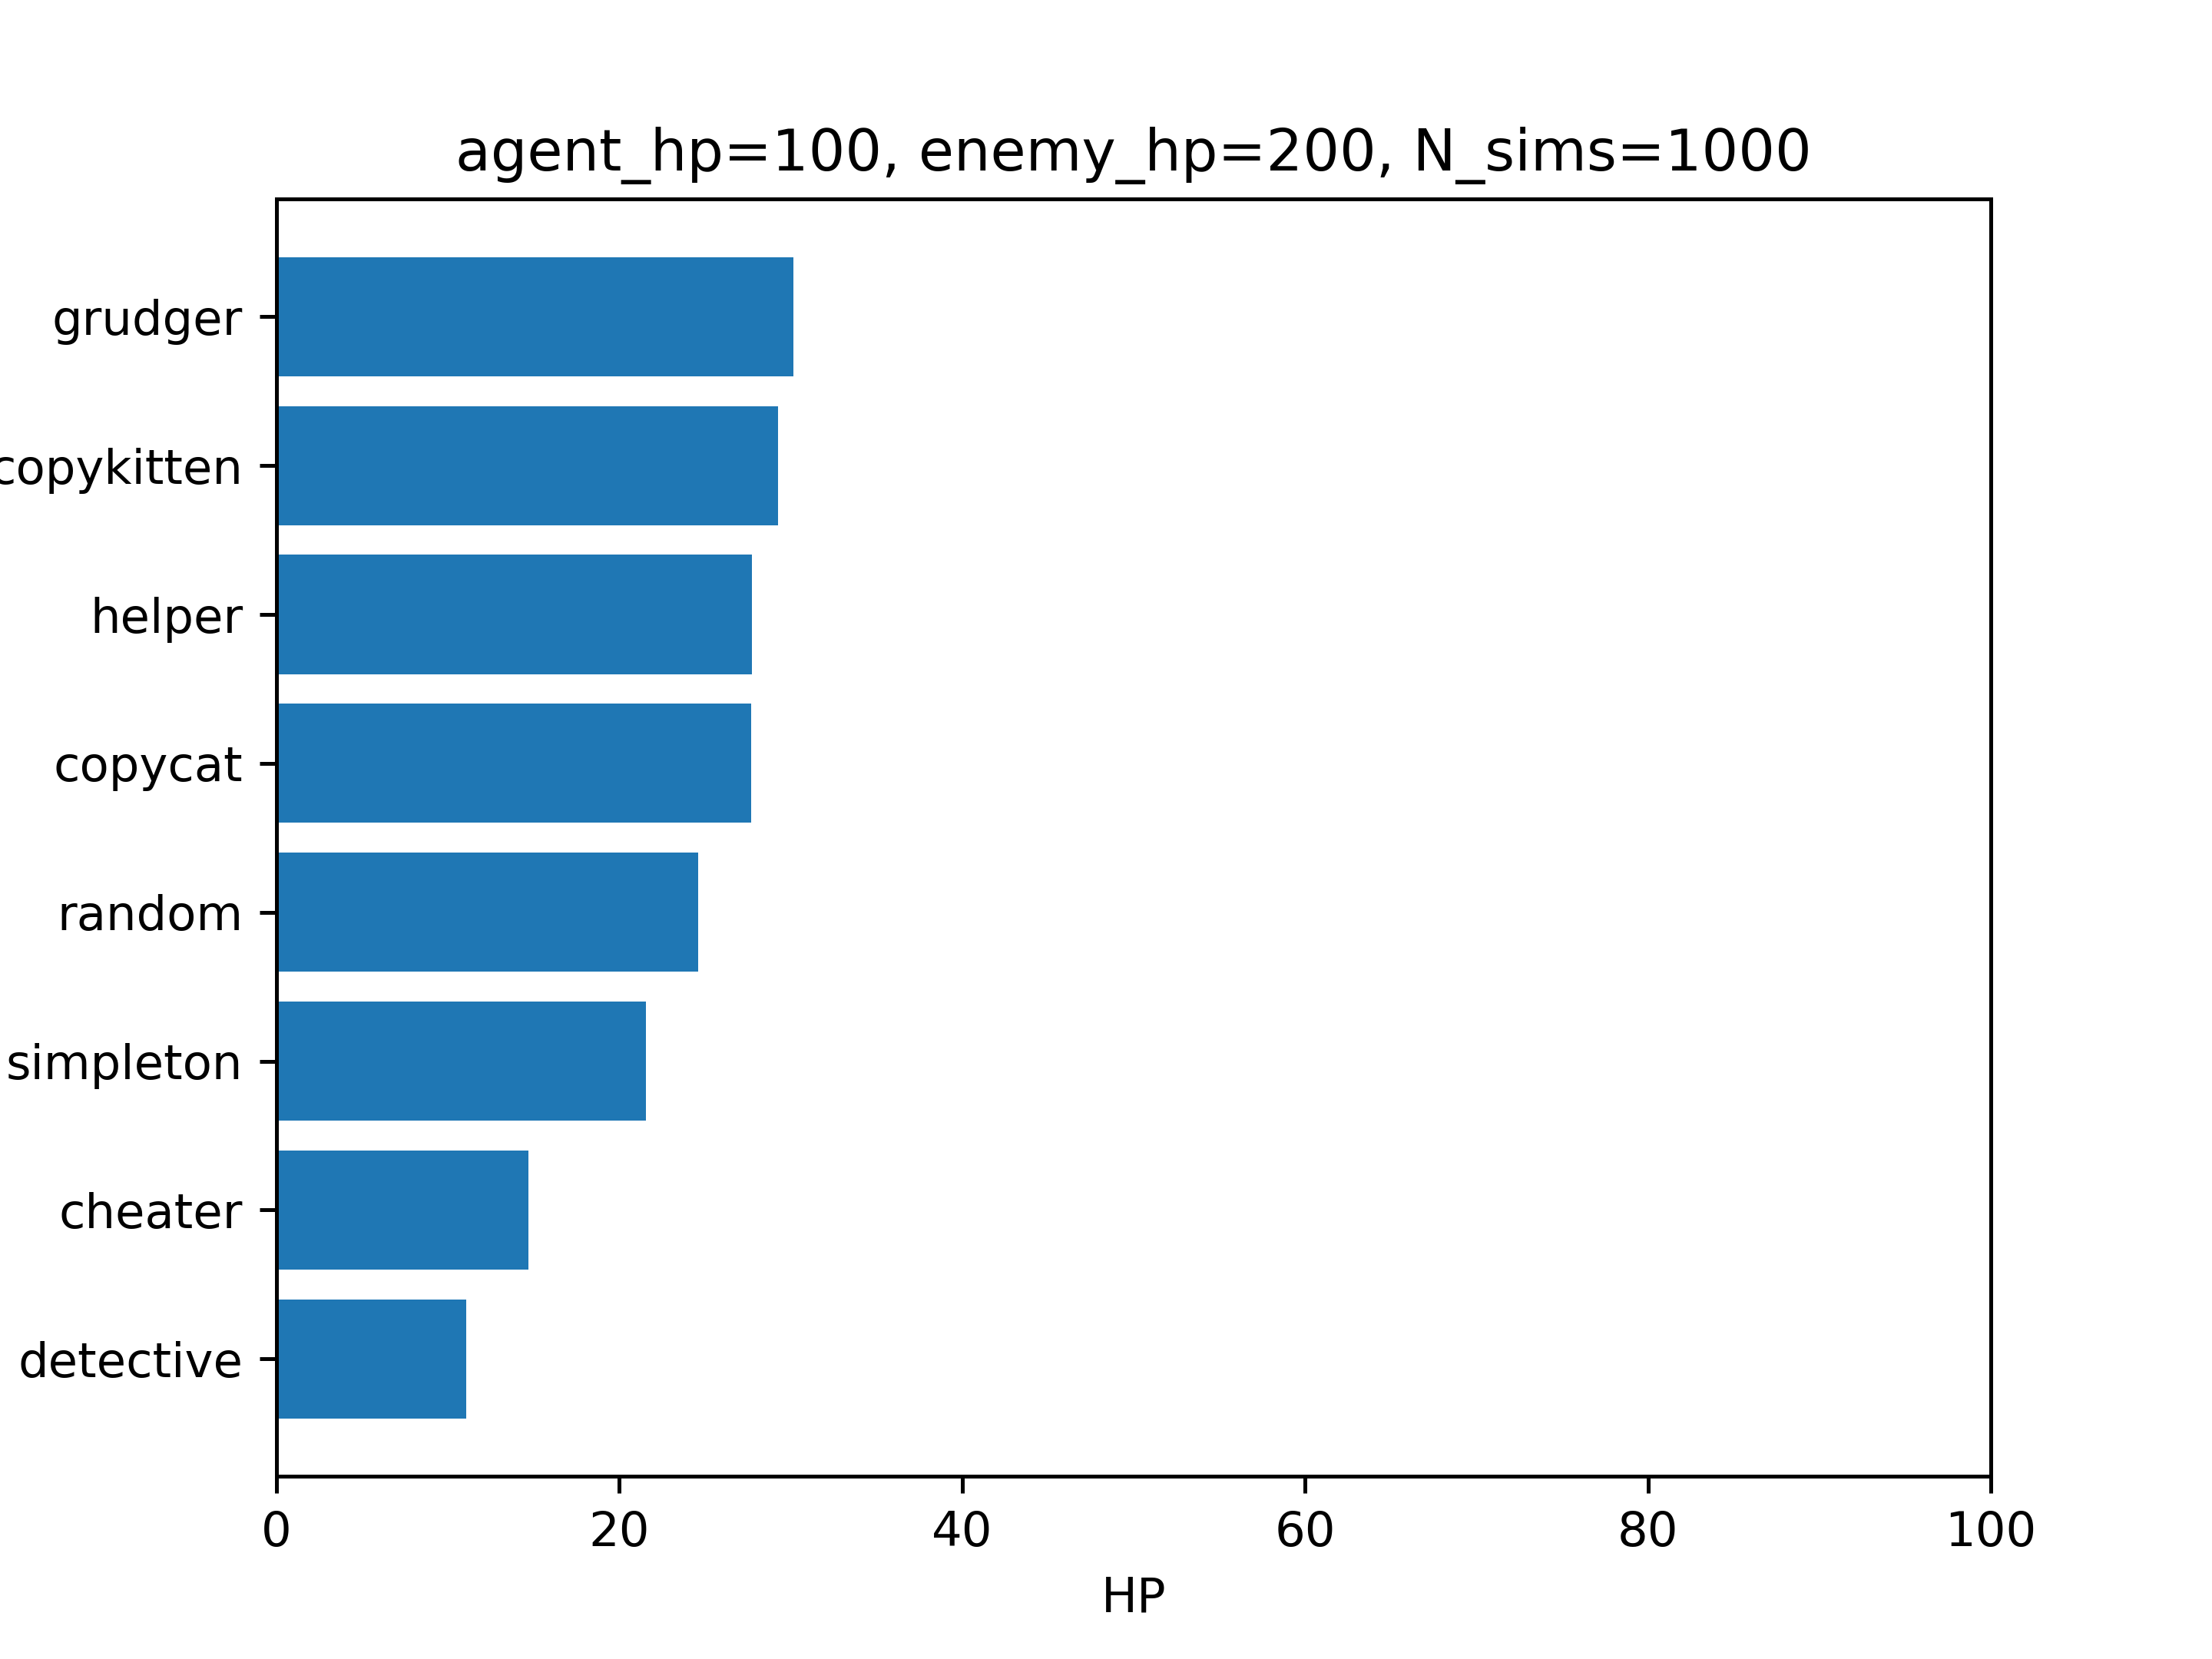 agent_hp=100, enemy_hp=200, N_sims=1000
grudger
copykitten
helper
copycat
random
simpleton
cheater
detective
0 20 40 60 80 100
HP